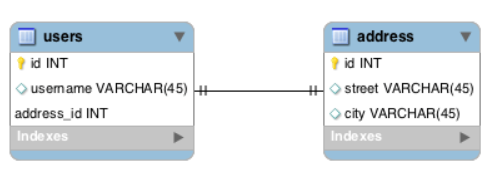 users
id INT
username VARCHAR(45)
address_id INT
Indexes
address
id INT
street VARCHAR(45)
city VARCHAR(45)
Indexes